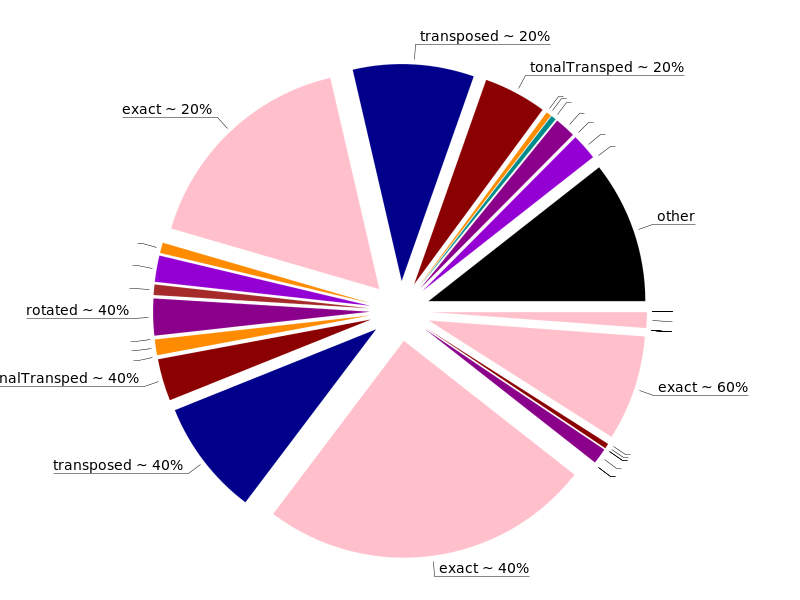 transposed ~ 20%
tonalTransped ~ 20%
exact ~ 20%
other
rotated ~ 40%
nalTransped ~ 40%
exact ~ 60%
transposed ~ 40%
exact ~ 40%